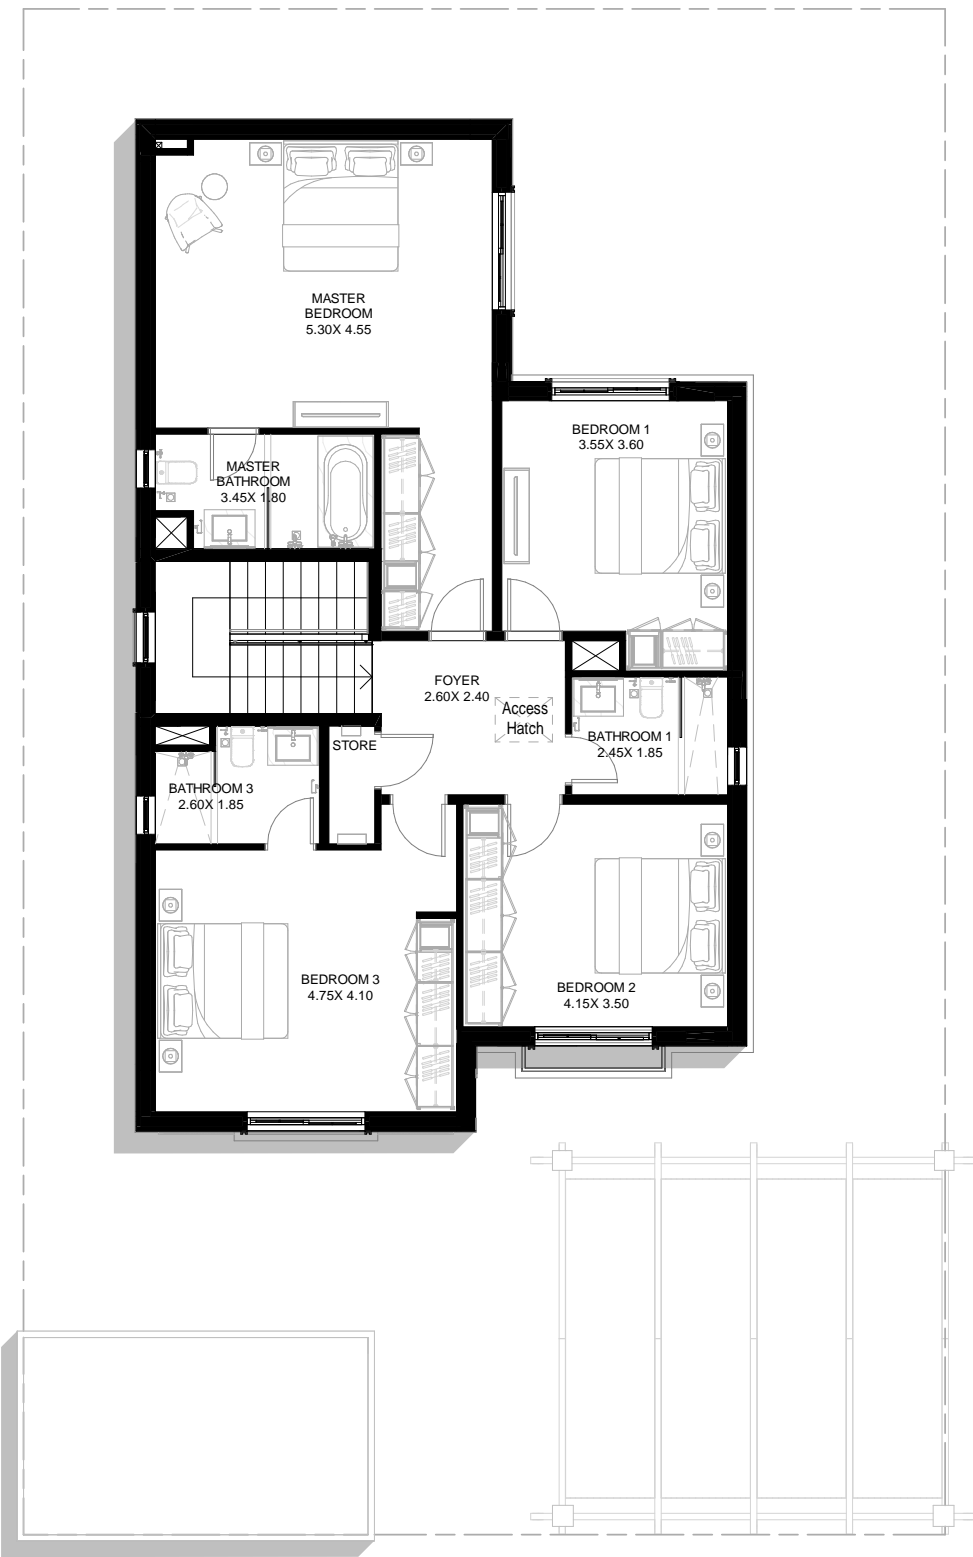 MASTER
BEDROOM
5.30X 4.55
BEDROOM 1
3.55X 3.60
MASTER
BATHROOM
3.45X 1.80
FOYER
2.60X 2.40
Access
Hatch
STORE
BATHROOM 1
2.45X 1.85
BATHROOM 3
2.60X 1.85
BEDROOM 3
4.75X 4.10
BEDROOM 2
4.15X 3.50